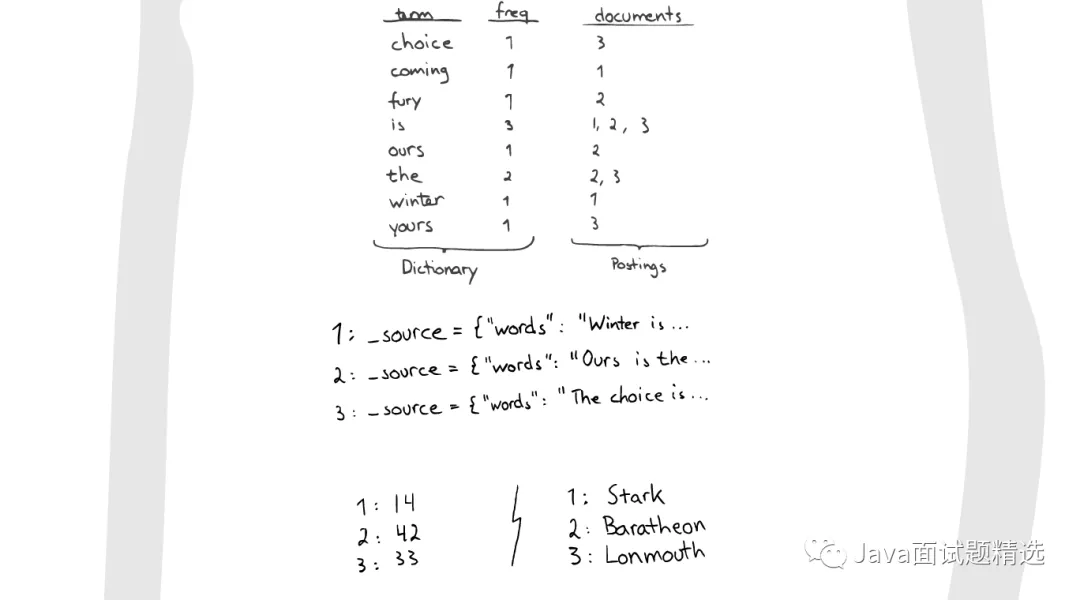 term freq documents
choice 1 3
coming 1 1
fury 1 2
is 3 1, 2, 3
ours 1 2
the 2 2, 3
winter 1 1
yours 1 3
Dictionary Postings
1: _source = {"words": "Winter is ...
2: _source = {"words": "Ours is the ...
3: _source = {"words": "The choice is ...
1: 14 1: Stark
2: 42 2: Baratheon
3: 33 3: Lonmouth
Java面试题精选